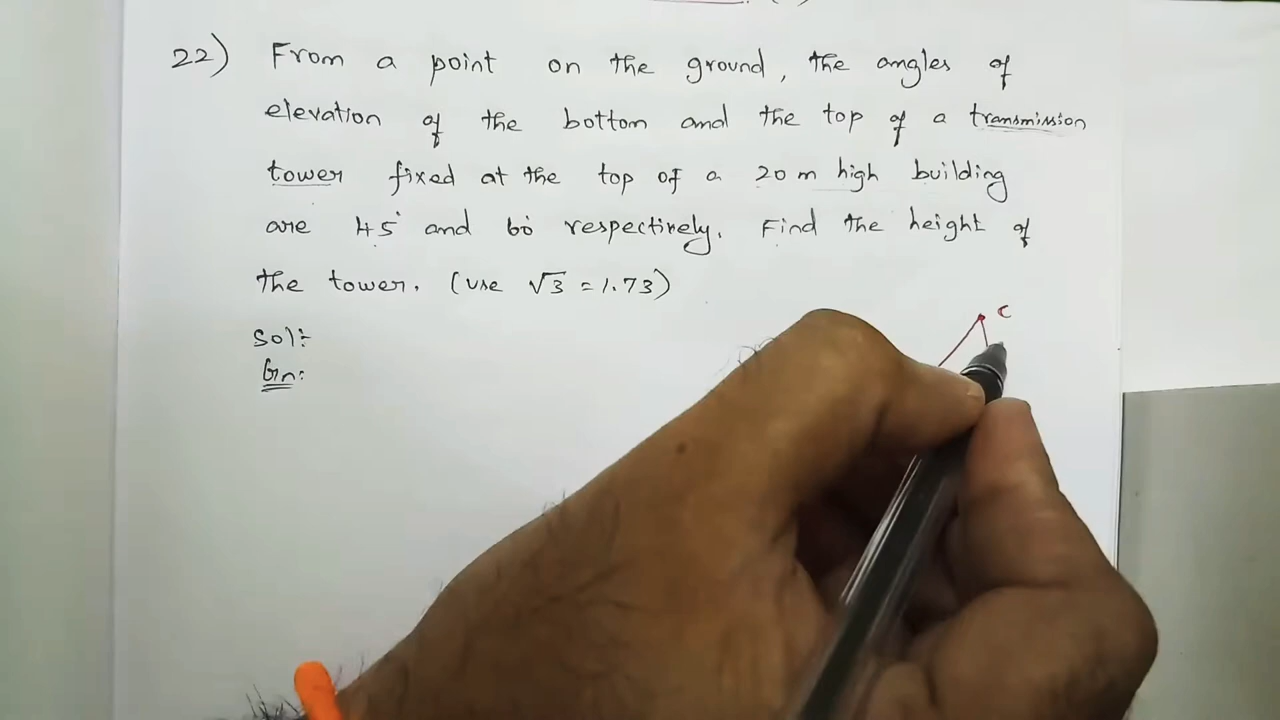 22) From a point on the ground, the angles of
elevation of the bottom and the top of a transmission
tower fixed at the top of a 20 m high building
are 45° and 60° respectively. Find the height of
the tower. (use √3 = 1.73)
Sol:
Gn:
C